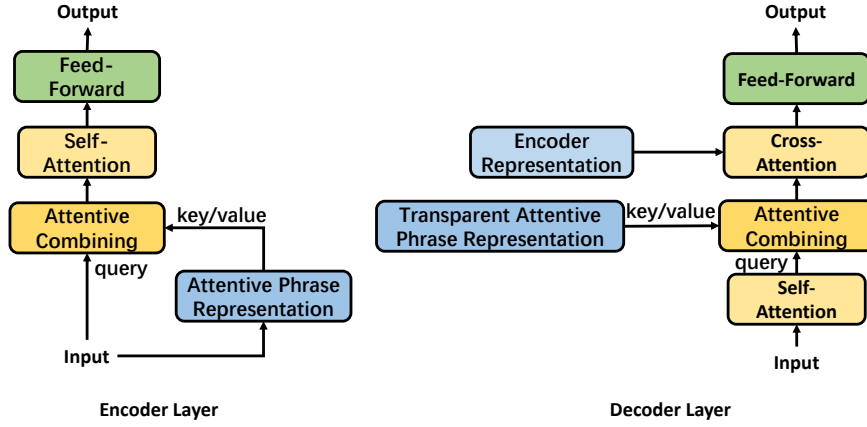 Output
Feed-
Forward
Self-
Attention
Attentive
Combining
key/value
query
Attentive Phrase
Representation
Input
Encoder Layer
Output
Feed-Forward
Encoder
Representation
Cross-
Attention
Transparent Attentive
Phrase Representation
key/value
Attentive
Combining
query
Self-
Attention
Input
Decoder Layer